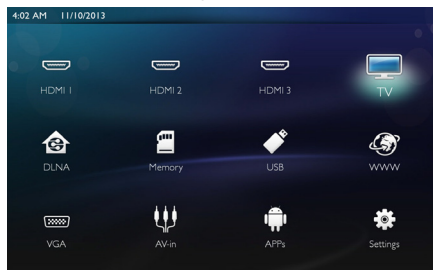 4:02 AM 11/10/2013
HDMI 1 HDMI 2 HDMI 3 TV
DLNA Memory USB WWW
VGA AV-in APPs Settings